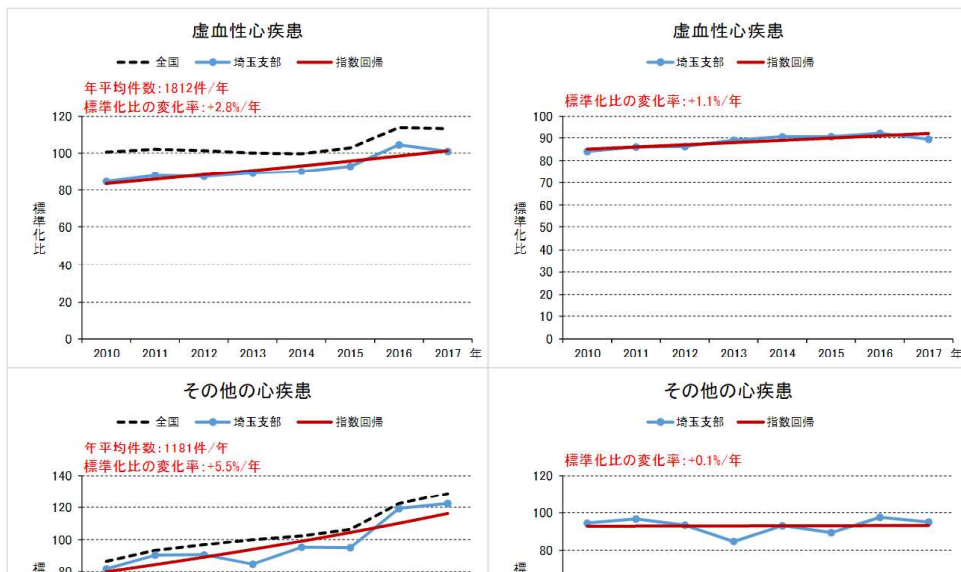 虚血性心疾患
全国 埼玉支部 指数回帰
年平均件数:1812件/年
標準化比の変化率:+2.8%/年
120
100
80
60
40
20
0
標準化比
2010 2011 2012 2013 2014 2015 2016 2017 年
虚血性心疾患
埼玉支部 指数回帰
標準化比の変化率:+1.1%/年
100
90
80
70
60
50
40
30
20
10
0
標準化比
2010 2011 2012 2013 2014 2015 2016 2017 年
その他の心疾患
全国 埼玉支部 指数回帰
年平均件数:1181件/年
標準化比の変化率:+5.5%/年
140
120
100
80
標
その他の心疾患
埼玉支部 指数回帰
標準化比の変化率:+0.1%/年
120
100
80
標